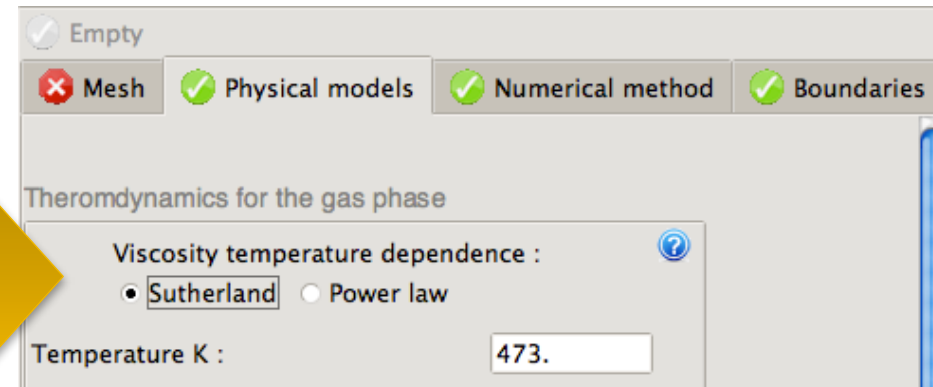 Empty
Mesh Physical models Numerical method Boundaries
Theromdynamics for the gas phase
Viscosity temperature dependence : ?
Sutherland Power law
Temperature K : 473.